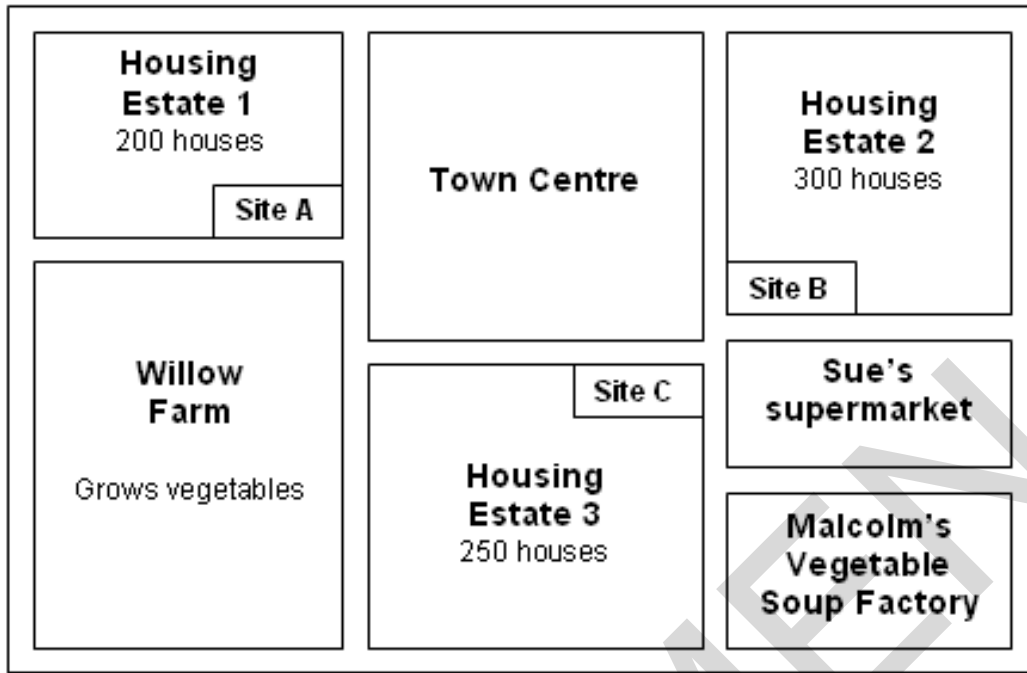 Housing
Estate 1
200 houses
Site A
Town Centre
Housing
Estate 2
300 houses
Site B
Willow
Farm
Grows vegetables
Site C
Housing
Estate 3
250 houses
Sue's
supermarket
Malcolm's
Vegetable
Soup Factory